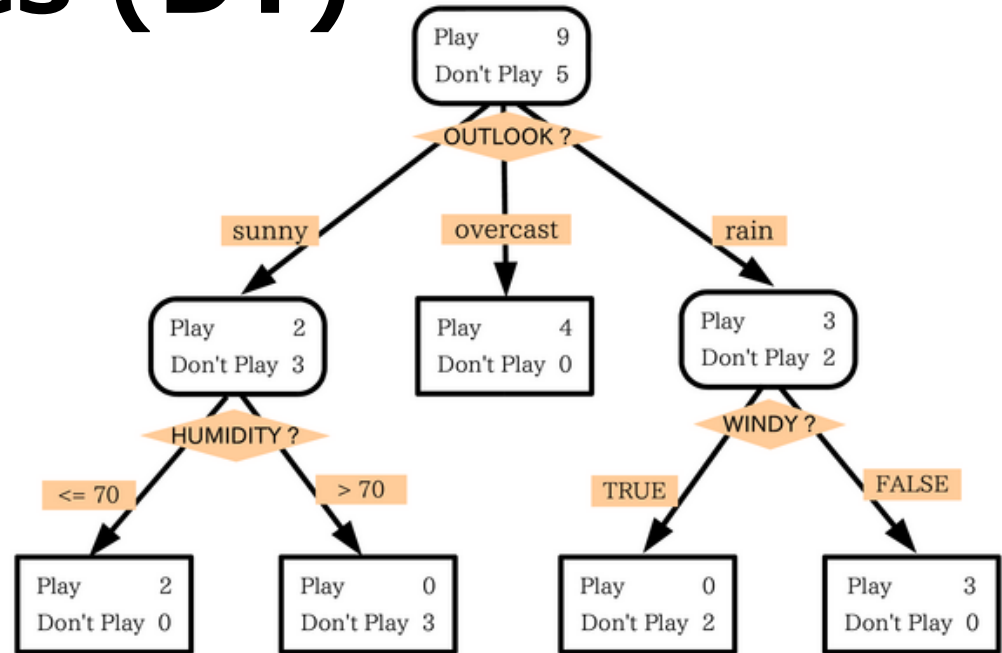 (DT)
Play 9
Don't Play 5
OUTLOOK ?
sunny
overcast
rain
Play 2
Don't Play 3
Play 4
Don't Play 0
Play 3
Don't Play 2
HUMIDITY ?
WINDY ?
<= 70
> 70
TRUE
FALSE
Play 2
Don't Play 0
Play 0
Don't Play 3
Play 0
Don't Play 2
Play 3
Don't Play 0